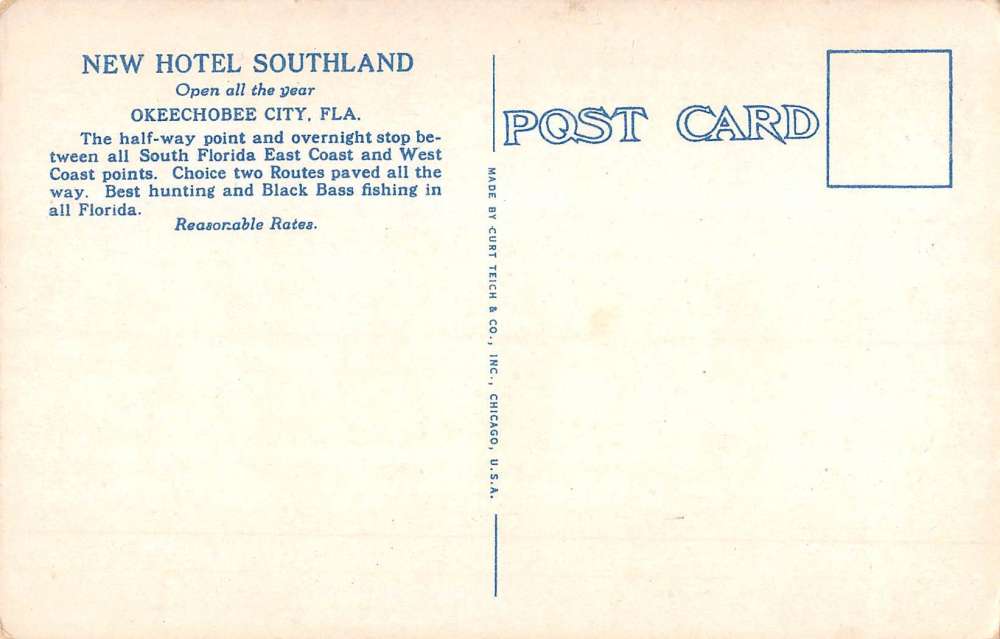 NEW HOTEL SOUTHLAND
Open all the year
OKEECHOBEE CITY, FLA.
The half-way point and overnight stop be-
tween all South Florida East Coast and West
Coast points. Choice two Routes paved all the
way. Best hunting and Black Bass fishing in
all Florida.
Reasonable Rates.
MADE BY CURT TEICH & CO., INC., CHICAGO, U.S.A.
POST CARD